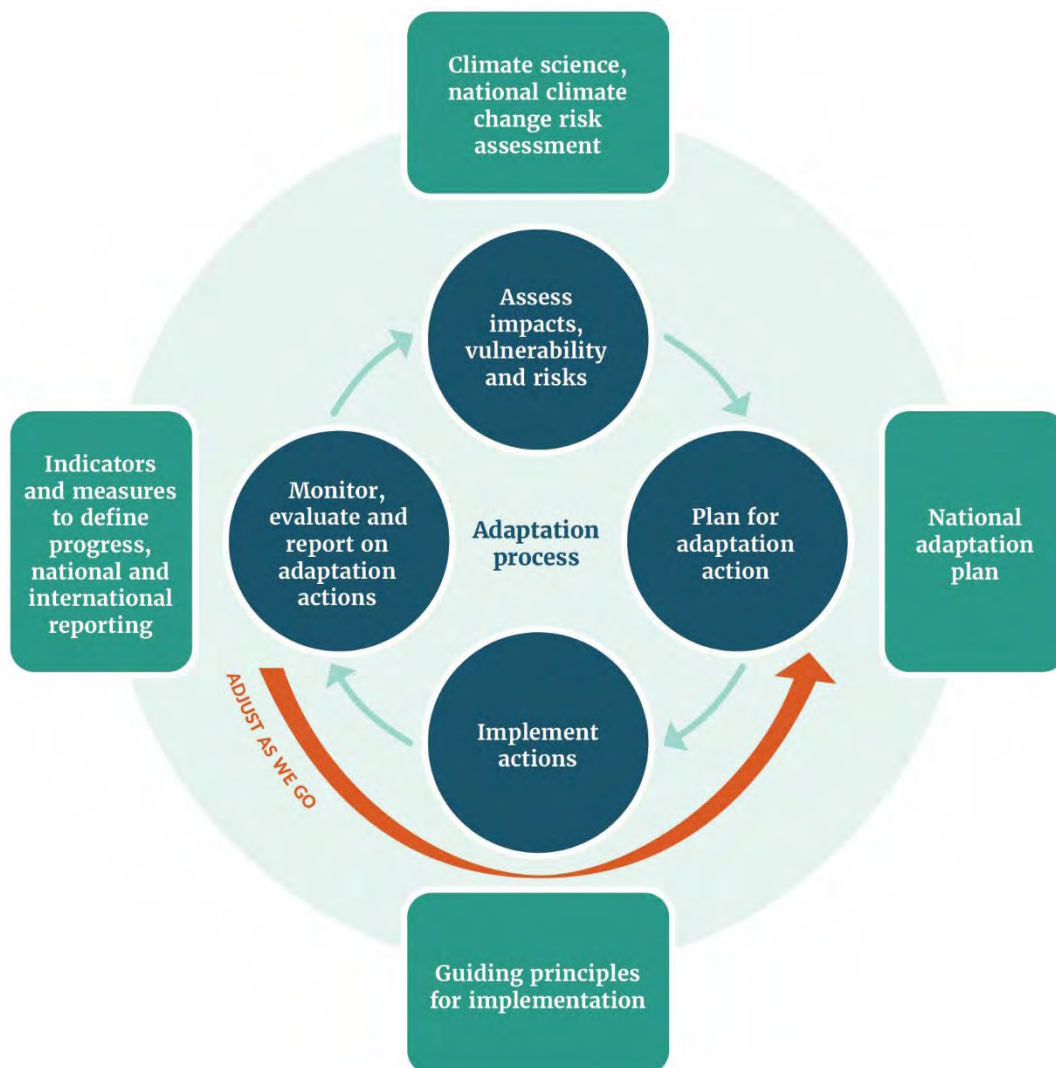 Climate science,
national climate
change risk
assessment
Assess
impacts,
vulnerability
and risks
Indicators
and measures
to define
progress,
national and
international
reporting
Monitor,
evaluate and
report on
adaptation
actions
Adaptation
process
Plan for
adaptation
action
National
adaptation
plan
Implement
actions
ADJUST AS WE GO
Guiding principles
for implementation